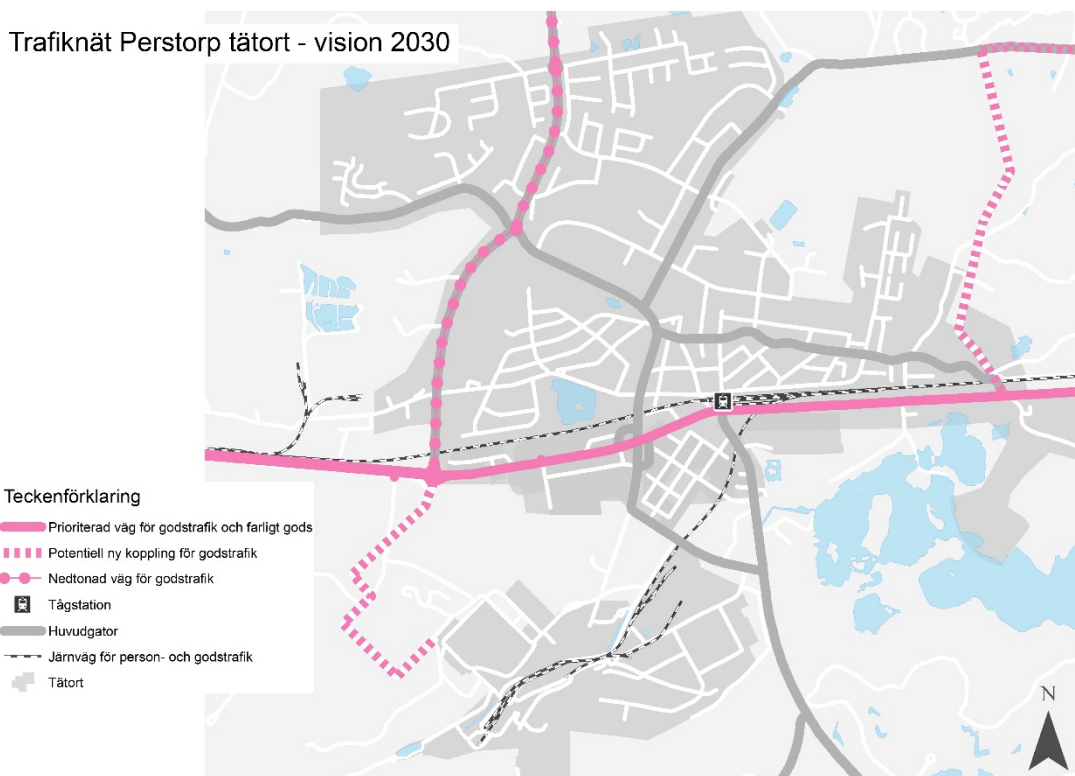 Trafiknät Perstorp tätort - vision 2030
Teckenförklaring
Prioriterad väg för godstrafik och farligt gods
Potentiell ny koppling för godstrafik
Nedtonad väg för godstrafik
Tågstation
Huvudgator
Järnväg för person- och godstrafik
Tätort
N